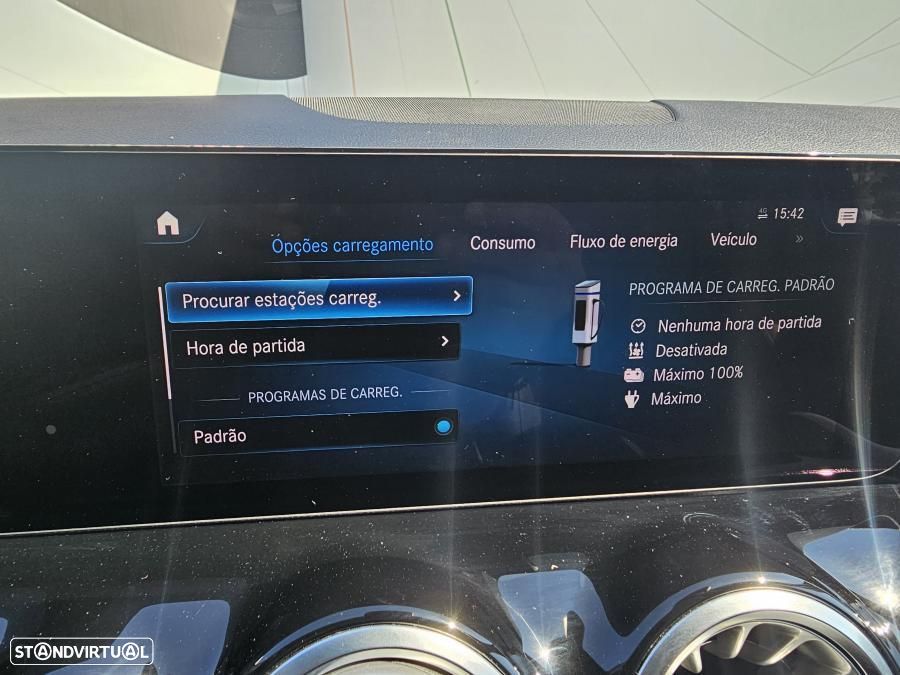 4G 15:42
Opções carregamento Consumo Fluxo de energia Veículo »
Procurar estações carreg. >
Hora de partida >
PROGRAMAS DE CARREG.
Padrão
PROGRAMA DE CARREG. PADRÃO
Nenhuma hora de partida
Desativada
Máximo 100%
Máximo
STANDVIRTUAL